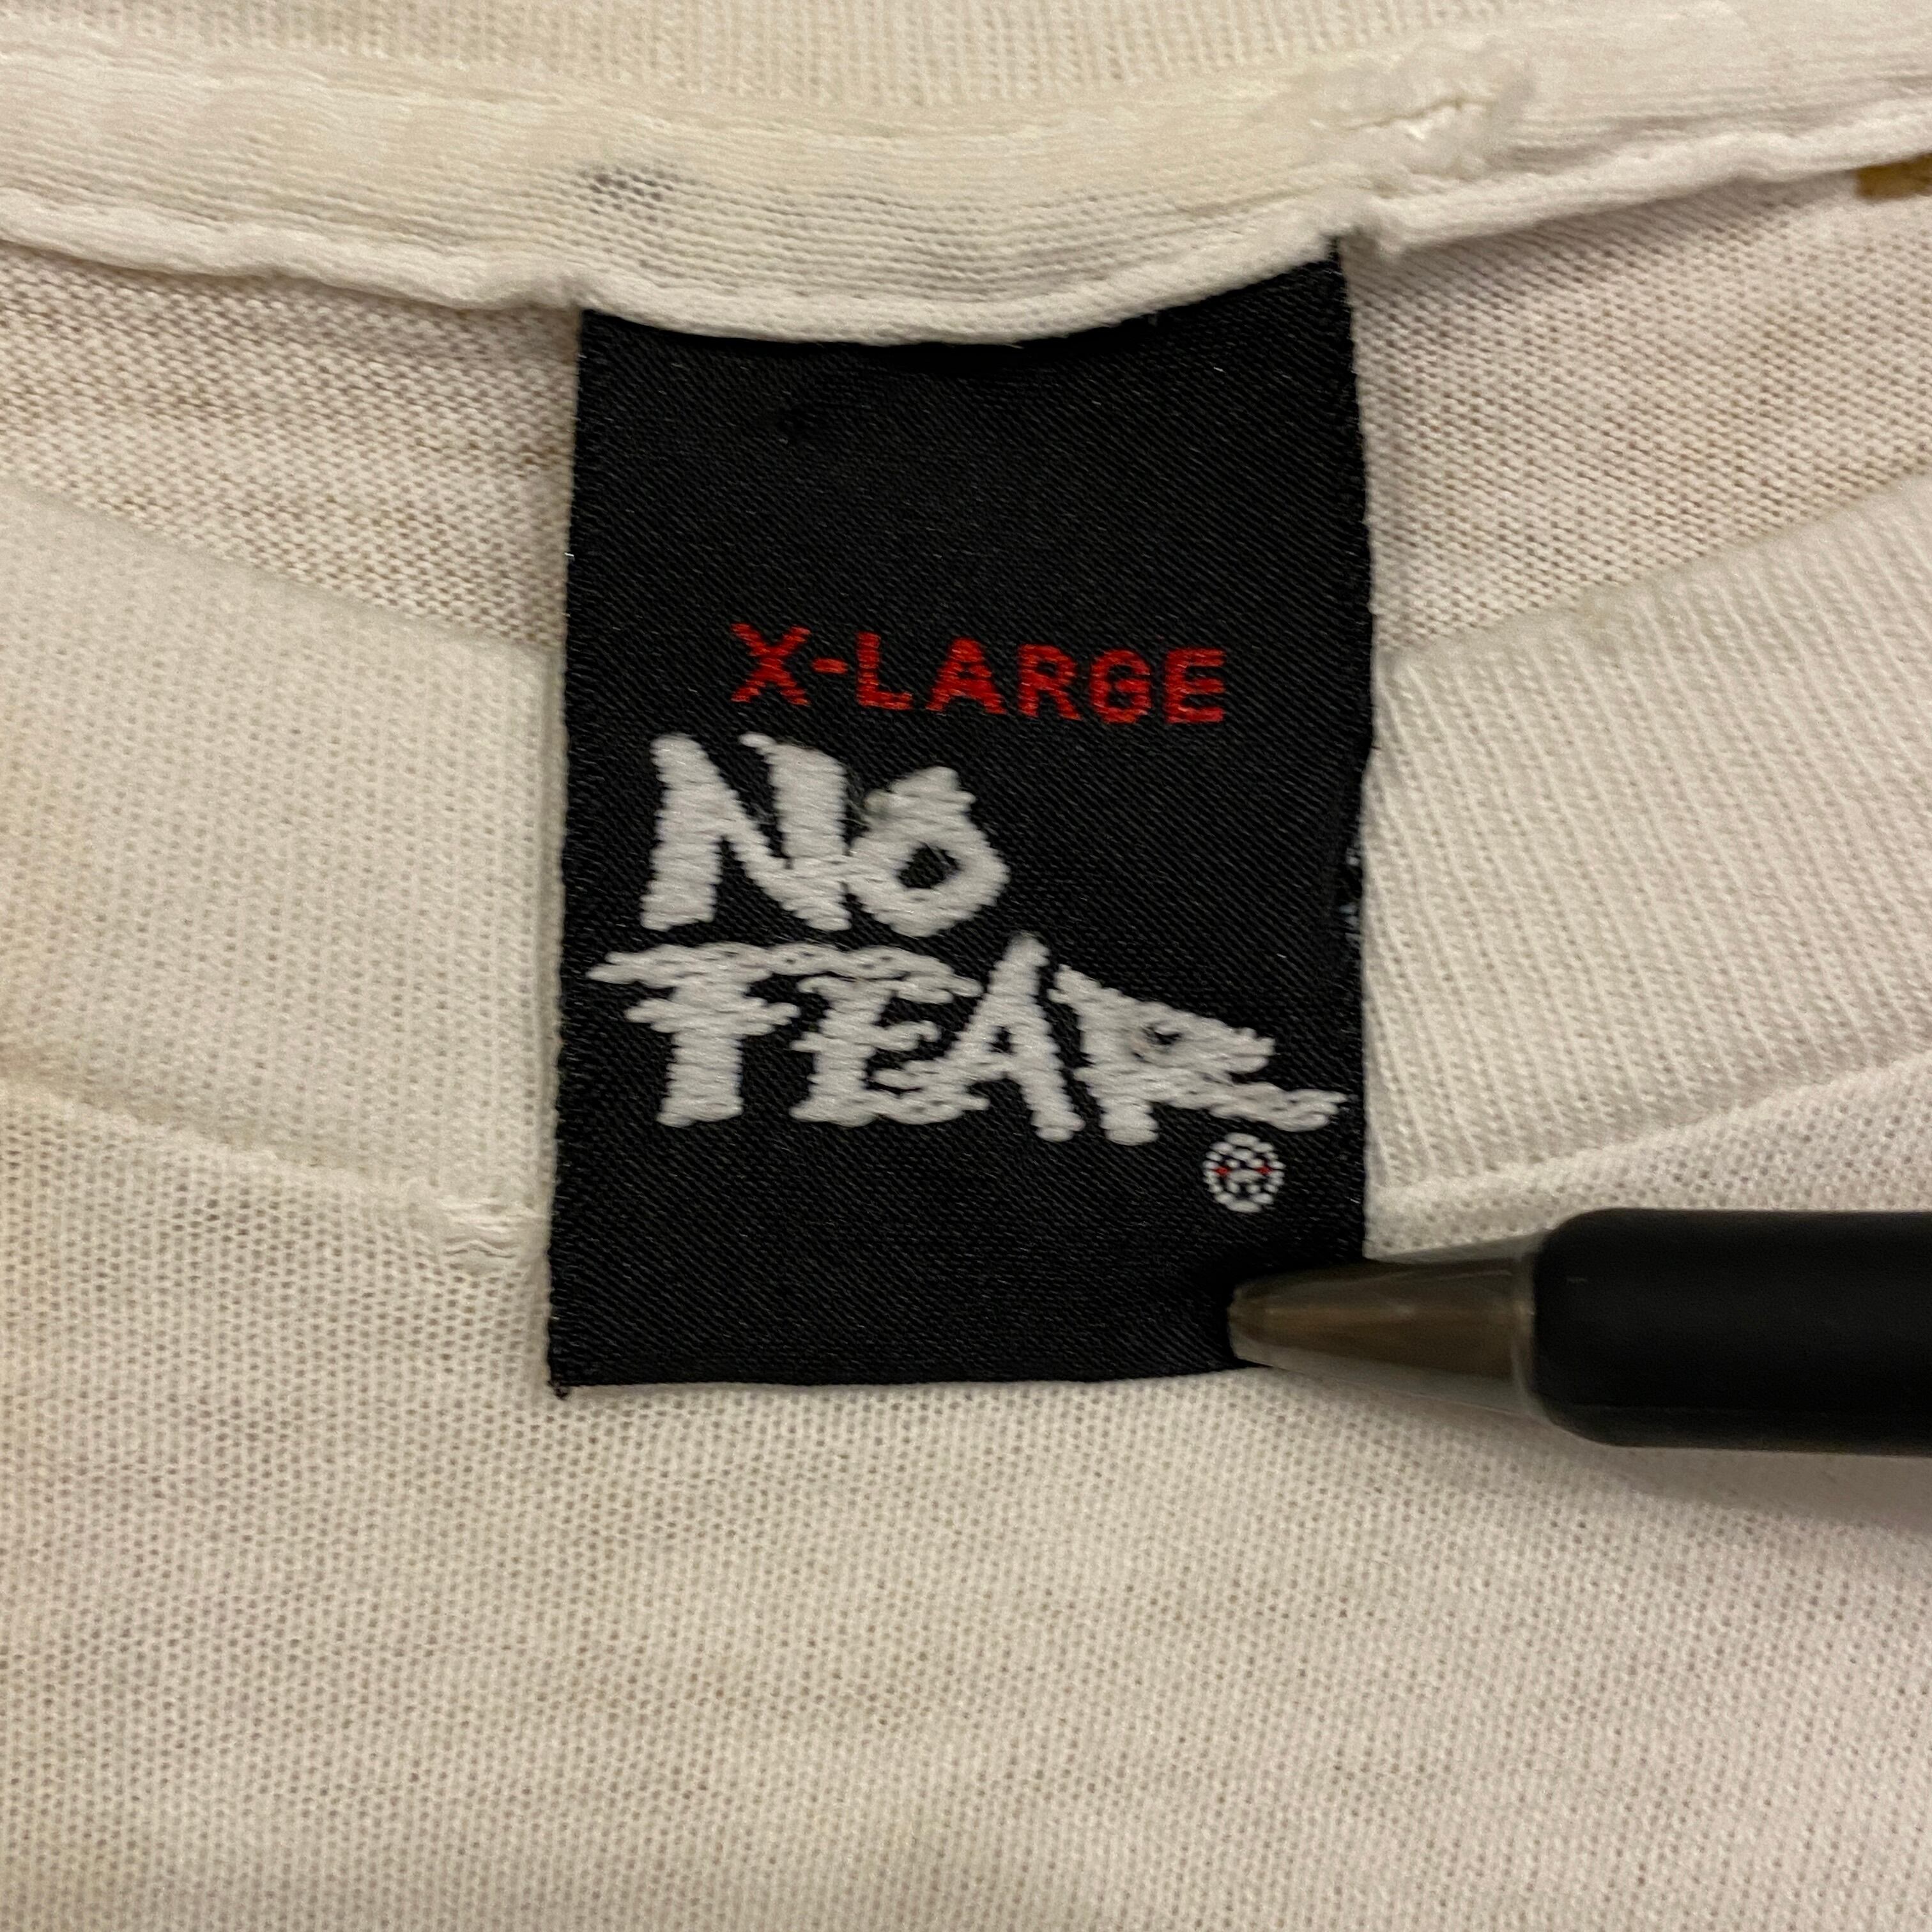 X-LARGE
NO
FEAR
®